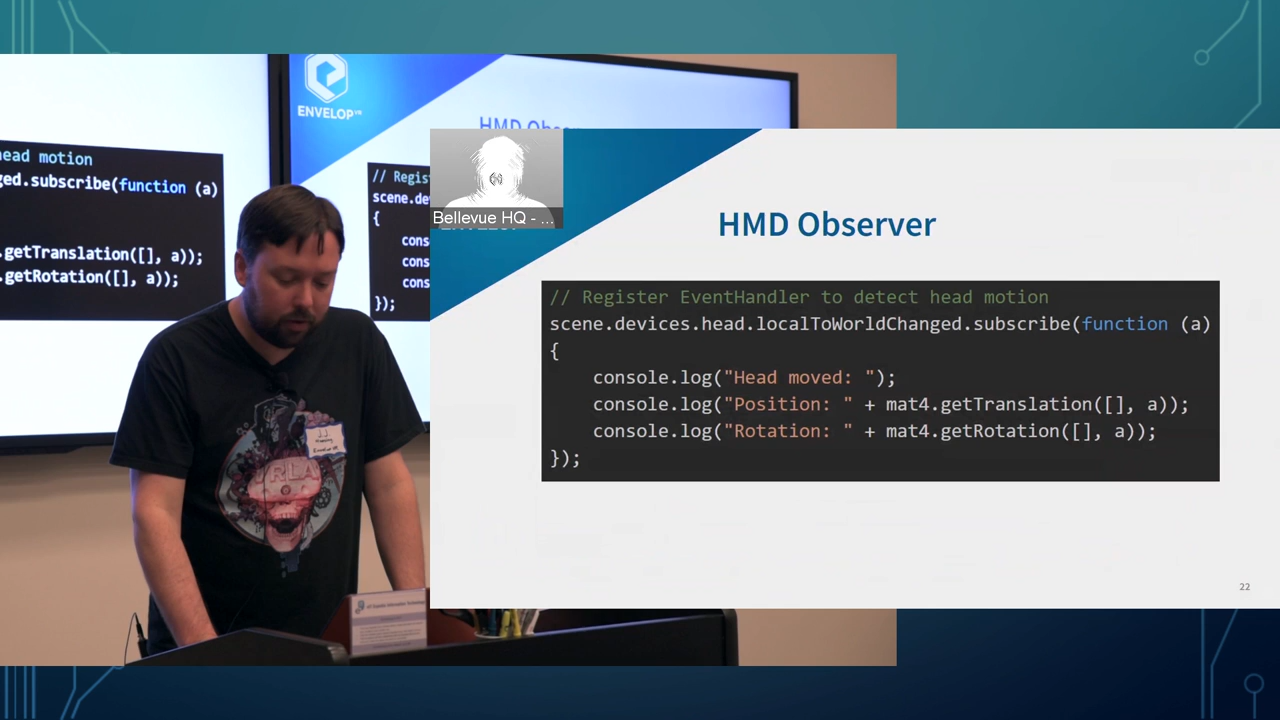 ENVELOP
HMD Obse
head motion
ged.subscribe(function (a)
.getTranslation([], a));
.getRotation([], a));
// Regis
scene.de
{
cons
cons
cons
});
Bellevue HQ - ...
HMD Observer
// Register EventHandler to detect head motion
scene.devices.head.localToWorldChanged.subscribe(function (a)
{
console.log("Head moved: ");
console.log("Position: " + mat4.getTranslation([], a));
console.log("Rotation: " + mat4.getRotation([], a));
});
22
J.J.